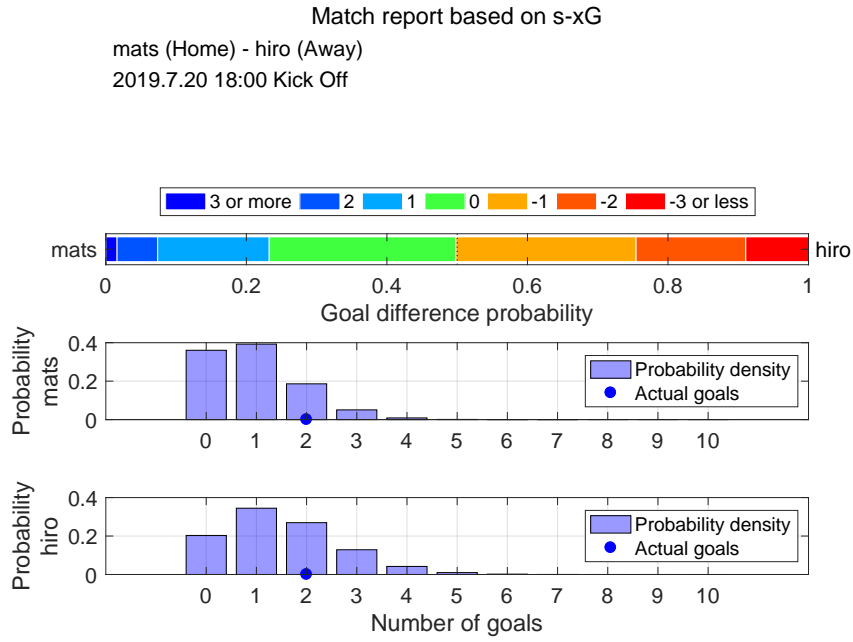 Match report based on s-xG
mats (Home) - hiro (Away)
2019.7.20 18:00 Kick Off
3 or more 2 1 0 -1 -2 -3 or less
mats hiro
0 0.2 0.4 0.6 0.8 1
Goal difference probability
Probability
mats
0.4
0.2
0
Probability density
Actual goals
0 1 2 3 4 5 6 7 8 9 10
Probability
hiro
0.4
0.2
0
Probability density
Actual goals
0 1 2 3 4 5 6 7 8 9 10
Number of goals